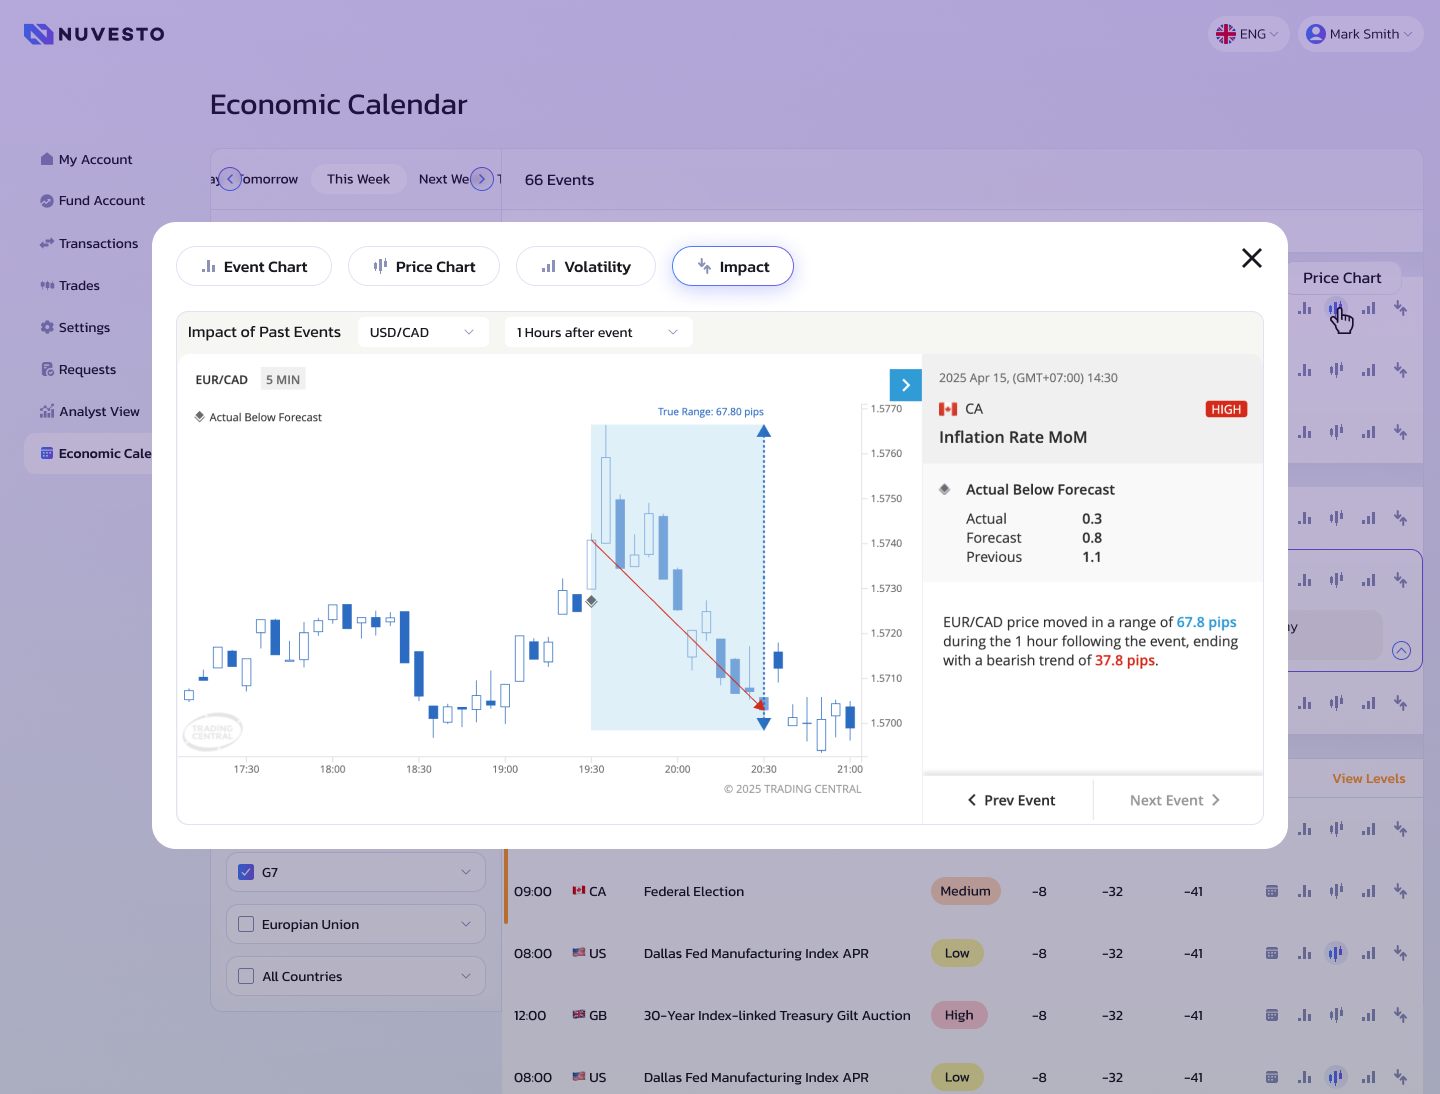 NUVESTO
ENG
Mark Smith
Economic Calendar
My Account
Fund Account
Transactions
Trades
Settings
Requests
Analyst View
Economic Cale
Tomorrow
This Week
Next We
66 Events
Price Chart
Event Chart
Price Chart
Volatility
Impact
Impact of Past Events
USD/CAD
1 Hours after event
EUR/CAD
5 MIN
Actual Below Forecast
True Range: 67.80 pips
1.5770
1.5760
1.5750
1.5740
1.5730
1.5720
1.5710
1.5700
TRADING
CENTRAL
17:30
18:00
18:30
19:00
19:30
20:00
20:30
21:00
© 2025 TRADING CENTRAL
2025 Apr 15, (GMT+07:00) 14:30
CA
HIGH
Inflation Rate MoM
Actual Below Forecast
Actual 0.3
Forecast 0.8
Previous 1.1
EUR/CAD price moved in a range of 67.8 pips
during the 1 hour following the event, ending
with a bearish trend of 37.8 pips.
Prev Event
Next Event
View Levels
G7
Europian Union
All Countries
09:00 CA Federal Election Medium -8 -32 -41
08:00 US Dallas Fed Manufacturing Index APR Low -8 -32 -41
12:00 GB 30-Year Index-linked Treasury Gilt Auction High -8 -32 -41
08:00 US Dallas Fed Manufacturing Index APR Low -8 -32 -41